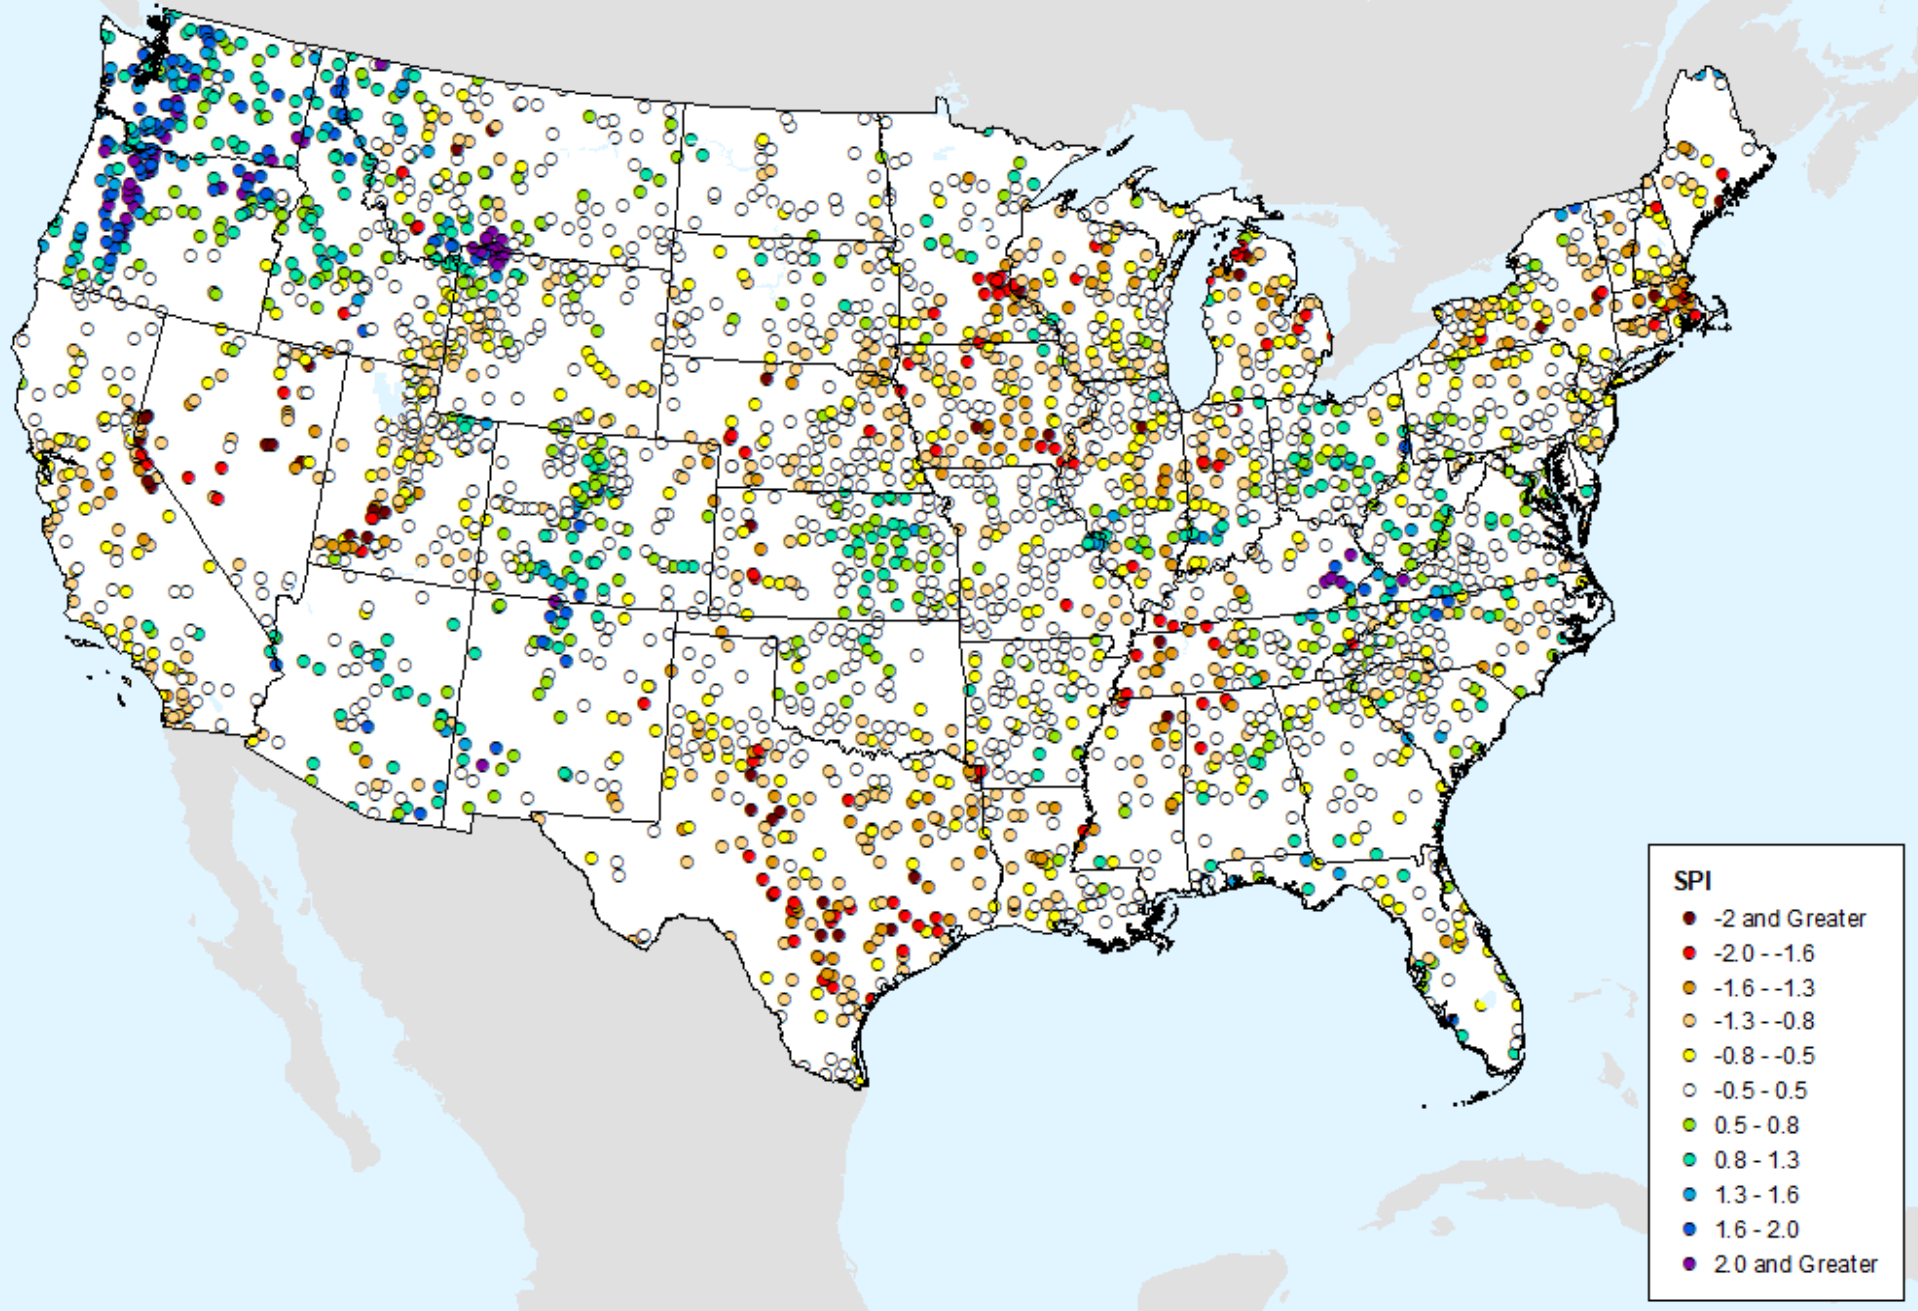 SPI
-2 and Greater
-2.0 - -1.6
-1.6 - -1.3
-1.3 - -0.8
-0.8 - -0.5
-0.5 - 0.5
0.5 - 0.8
0.8 - 1.3
1.3 - 1.6
1.6 - 2.0
2.0 and Greater